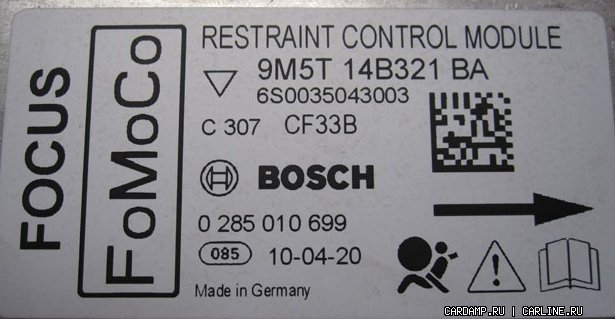 FOCUS
FoMoCo
RESTRAINT CONTROL MODULE
9M5T 14B321 BA
6S0035043003
C 307 CF33B
BOSCH
0 285 010 699
085 10-04-20
Made in Germany
CARDAMP.RU | CARLINE.RU